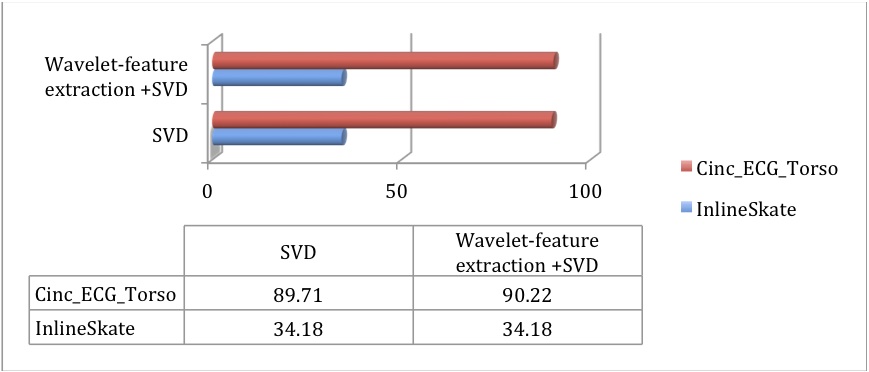 Wavelet-feature
extraction +SVD
SVD
0 50 100
Cinc_ECG_Torso
InlineSkate
SVD Wavelet-feature
extraction +SVD
Cinc_ECG_Torso 89.71 90.22
InlineSkate 34.18 34.18